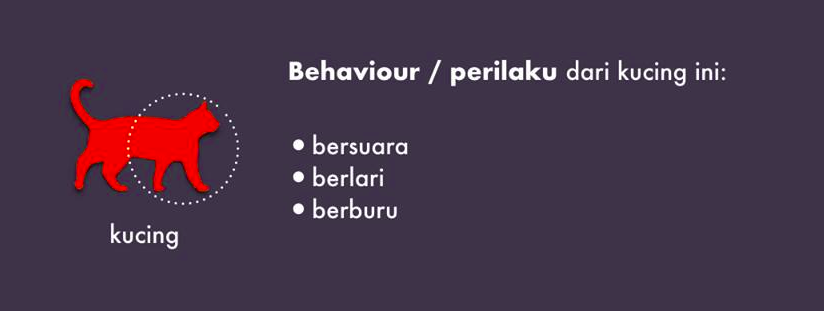 Behaviour / perilaku dari kucing ini:
• bersuara
• berlari
• berburu
kucing